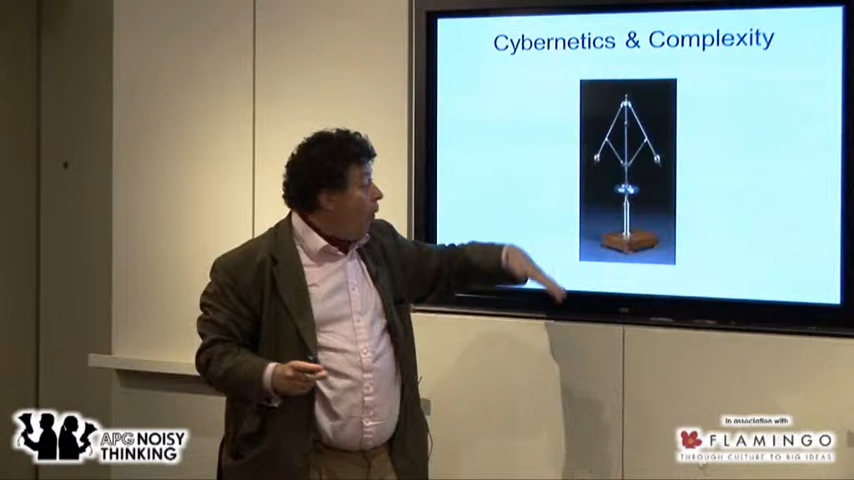 Cybernetics & Complexity
APG NOISY
THINKING
In association with
FLAMINGO
THROUGH CULTURE TO BIG IDEAS